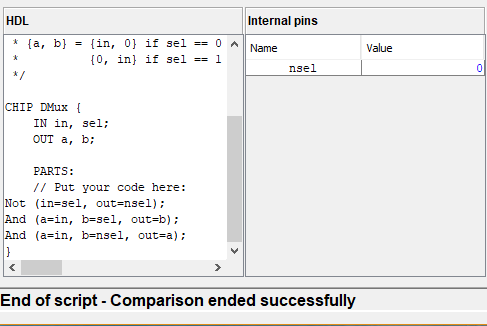 HDL
 * {a, b} = {in, 0} if sel == 0
 *          {0, in} if sel == 1
 */
CHIP DMux {
    IN in, sel;
    OUT a, b;
    PARTS:
    // Put your code here:
Not (in=sel, out=nsel);
And (a=in, b=sel, out=b);
And (a=in, b=nsel, out=a);
}
Internal pins
Name Value
nsel 0
End of script - Comparison ended successfully